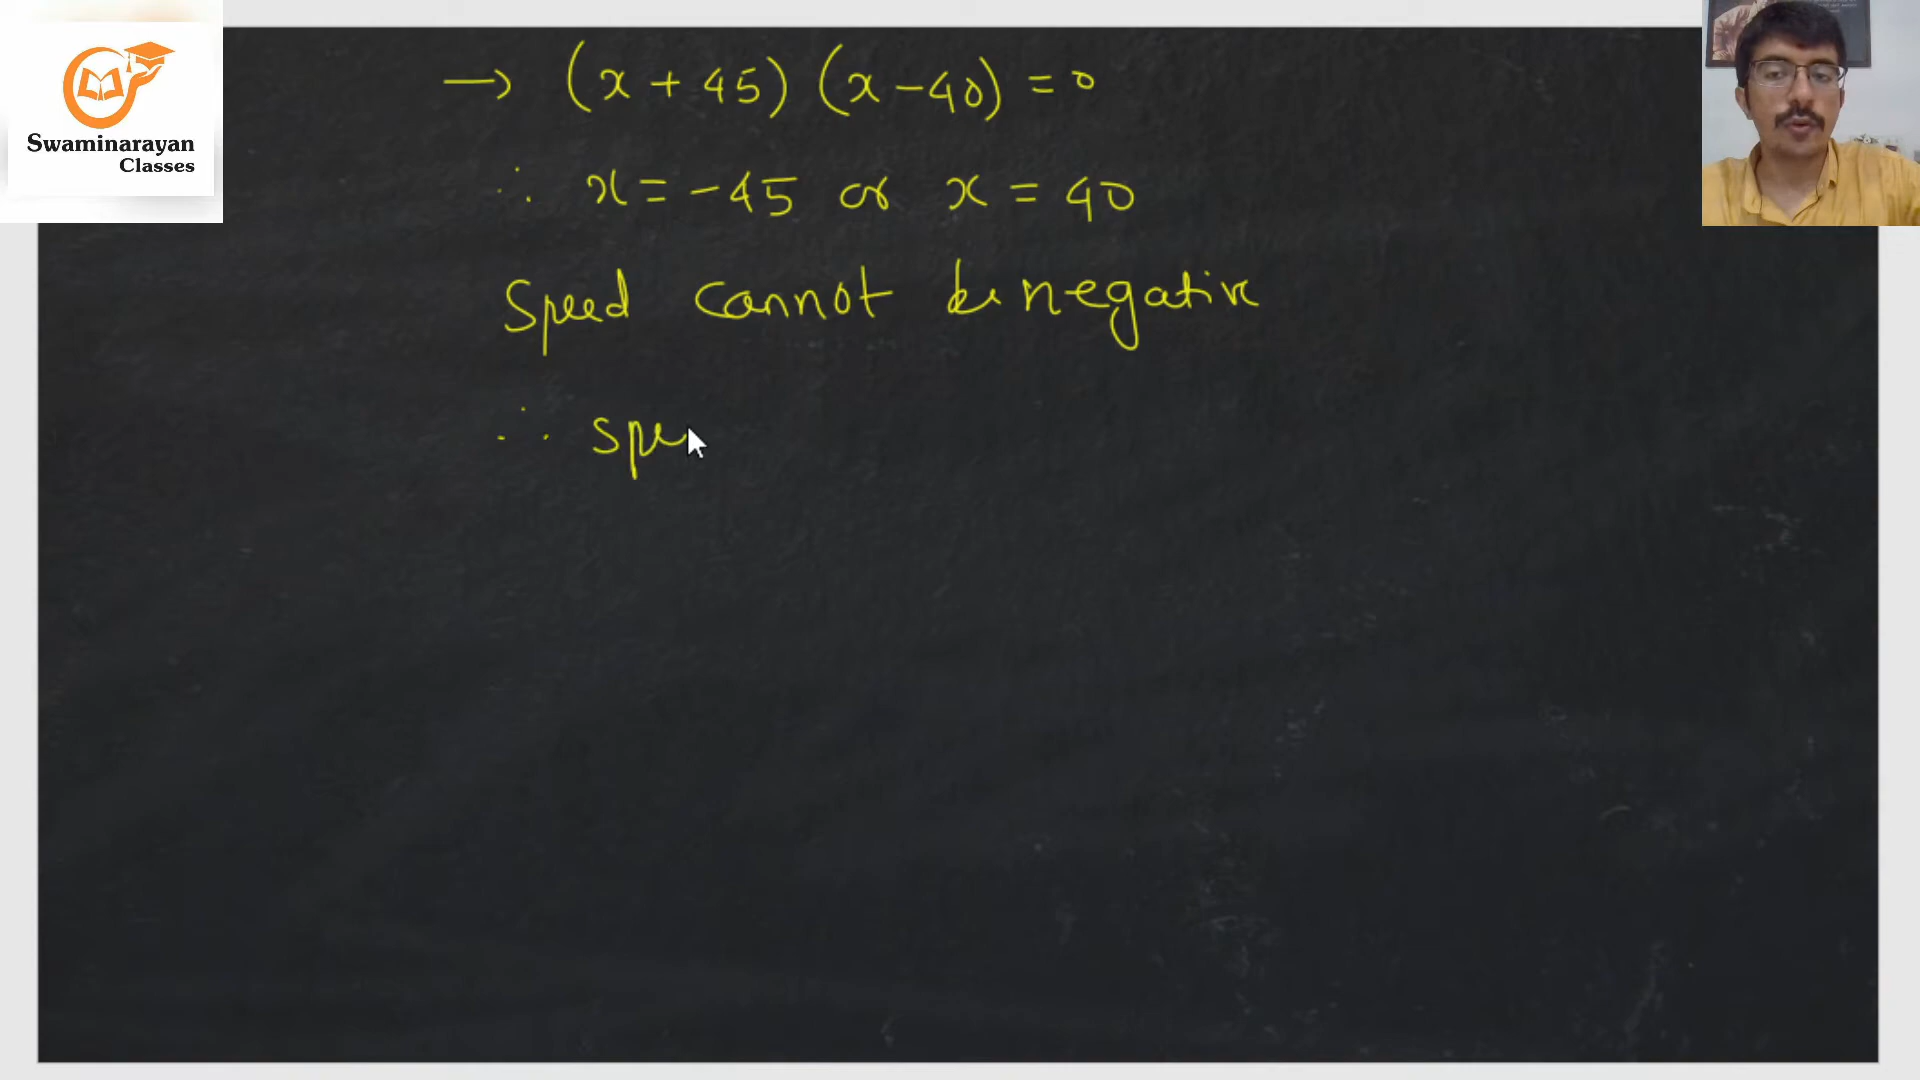 Swaminarayan
Classes
→ (x + 45) (x - 40) = 0
∴ x = -45 or x = 40
Speed cannot be negative
∴ spe